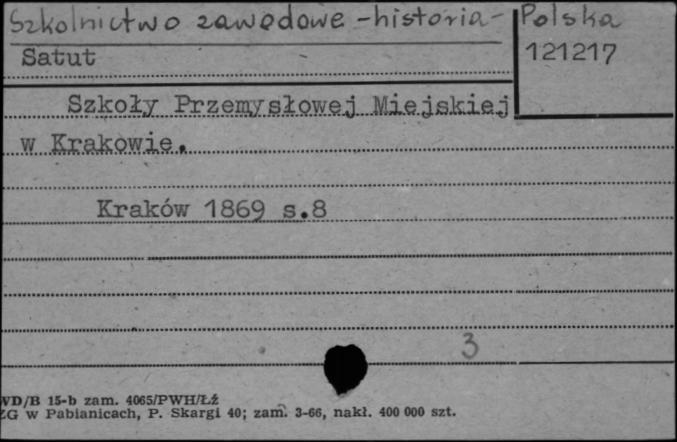 Szkolnictwo zawodowe - historia - Polska
Satut
121217
Szkoły Przemysłowej Miejskiej
w Krakowie.
Kraków 1869 s.8
3
WD/B 15-b zam. 4065/PWH/Łź
ZG w Pabianicach, P. Skargi 40; zam. 3-66, nakł. 400 000 szt.